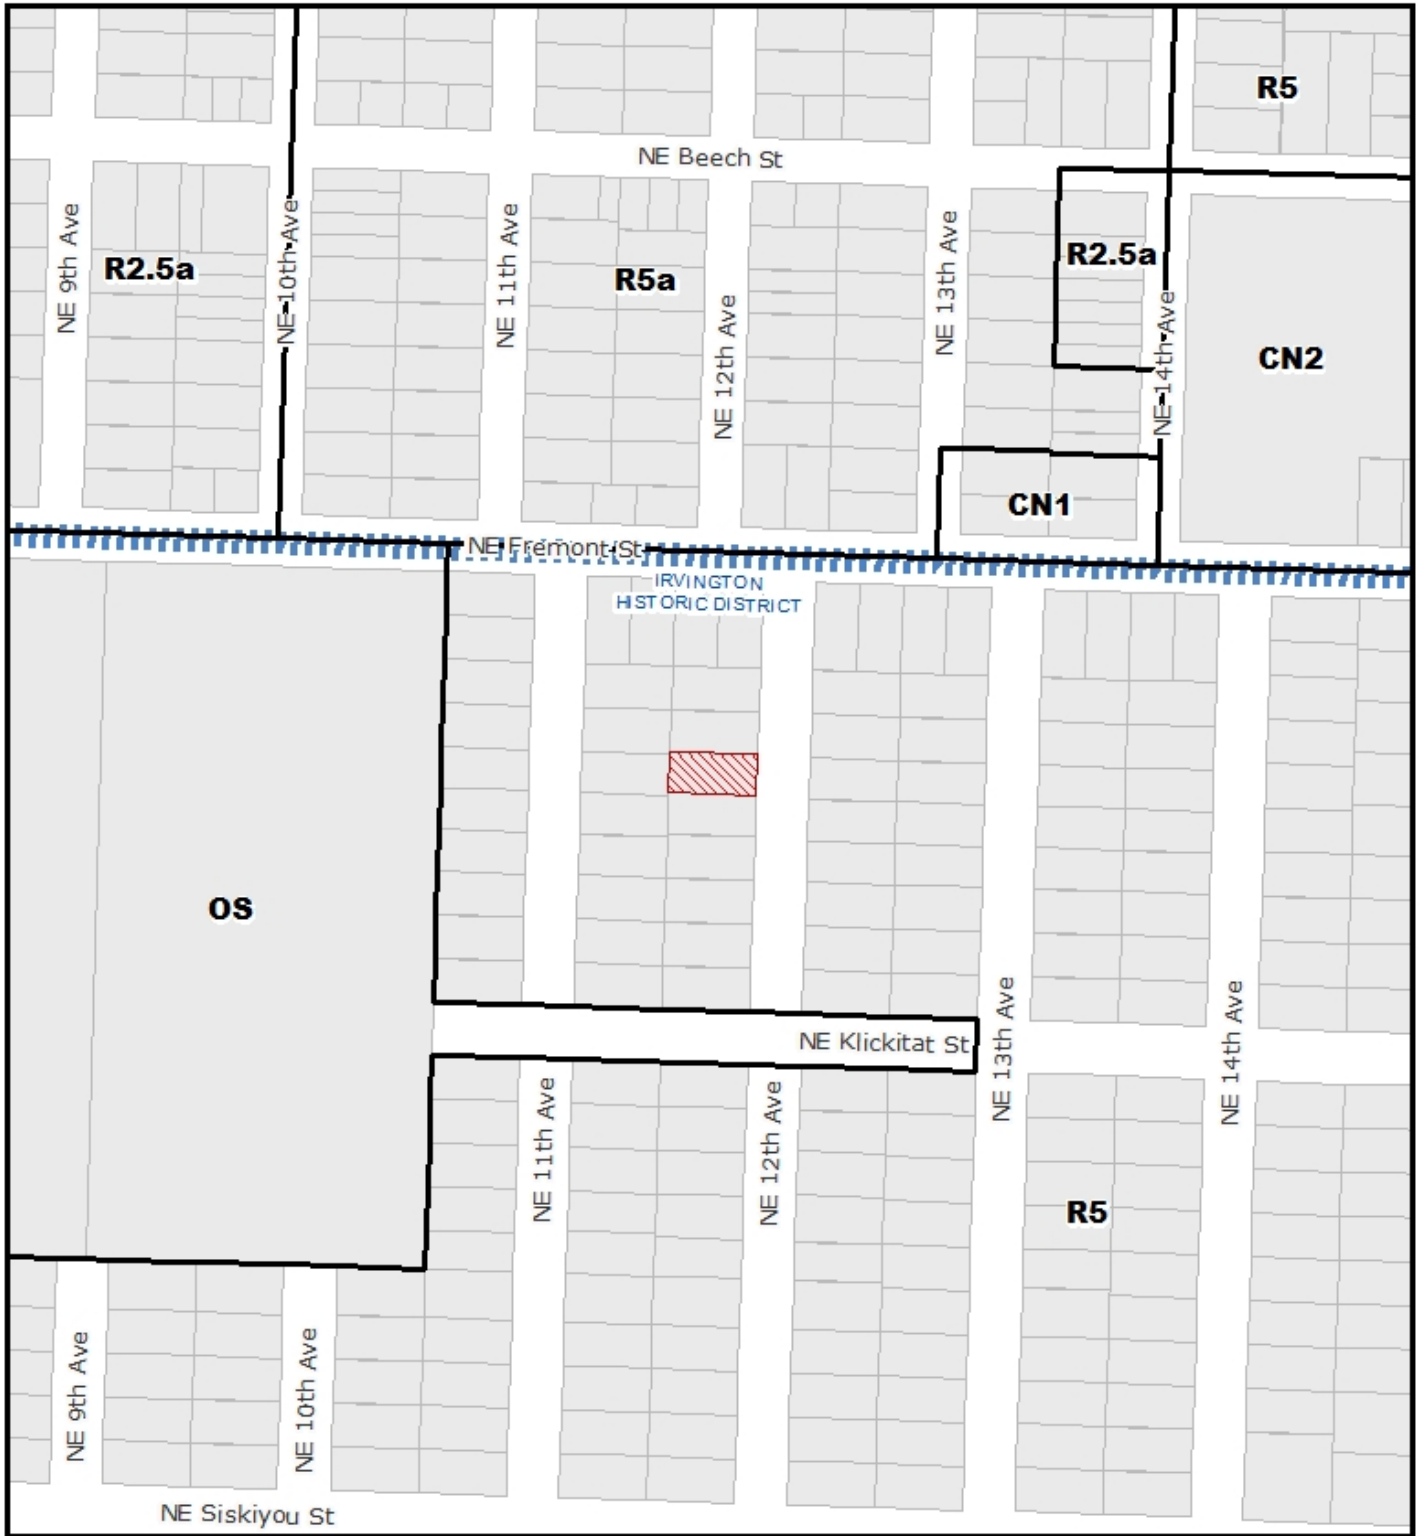 R5
NE Beech St
NE 9th Ave
R2.5a
NE 10th Ave
NE 11th Ave
R5a
NE 12th Ave
NE 13th Ave
R2.5a
NE 14th Ave
CN2
CN1
NE Fremont St
IRVINGTON
HISTORIC DISTRICT
OS
NE Klickitat St
NE 13th Ave
NE 14th Ave
NE 11th Ave
NE 12th Ave
R5
NE 9th Ave
NE 10th Ave
NE Siskiyou St